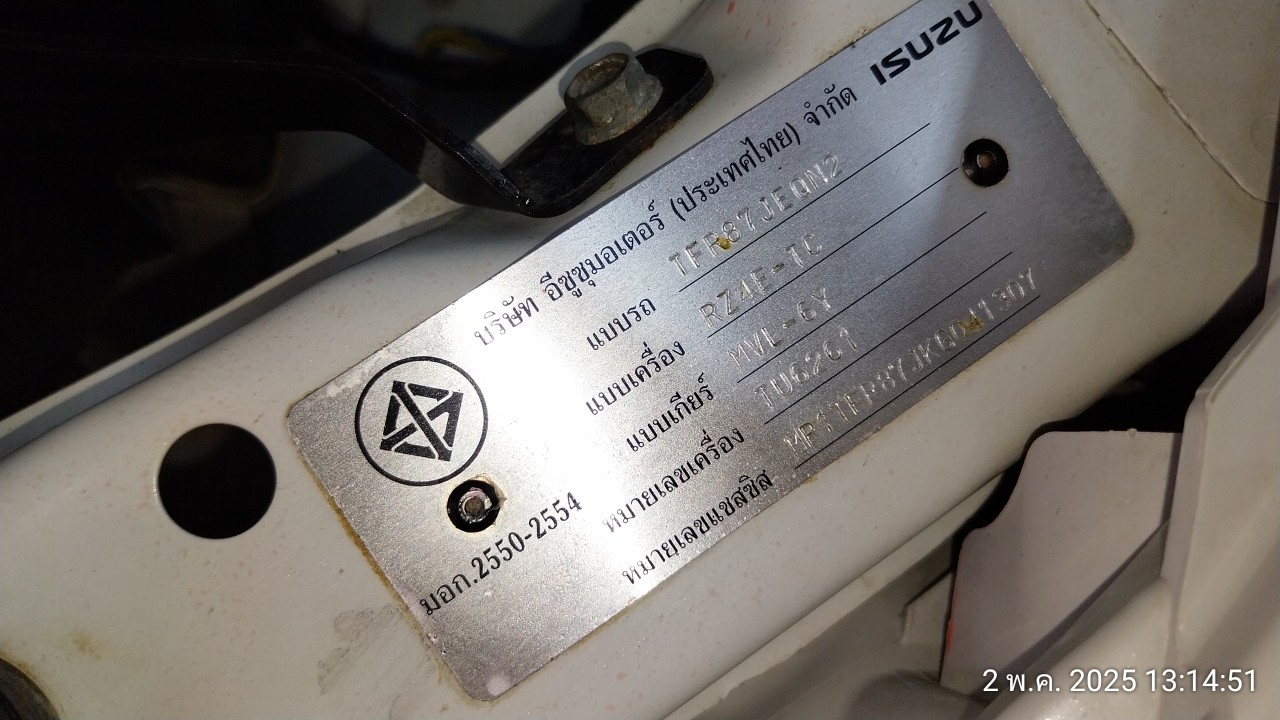 บริษัท อีซูซุมอเตอร์ (ประเทศไทย) จำกัด ISUZU
แบบรถ TFR87JEQN2
แบบเครื่อง RZ4E-TC
แบบเกียร์ MVL-6Y
หมายเลขเครื่อง TU6261
หมายเลขแชสซิส
มอก.2550-2554
2 พ.ค. 2025 13:14:51